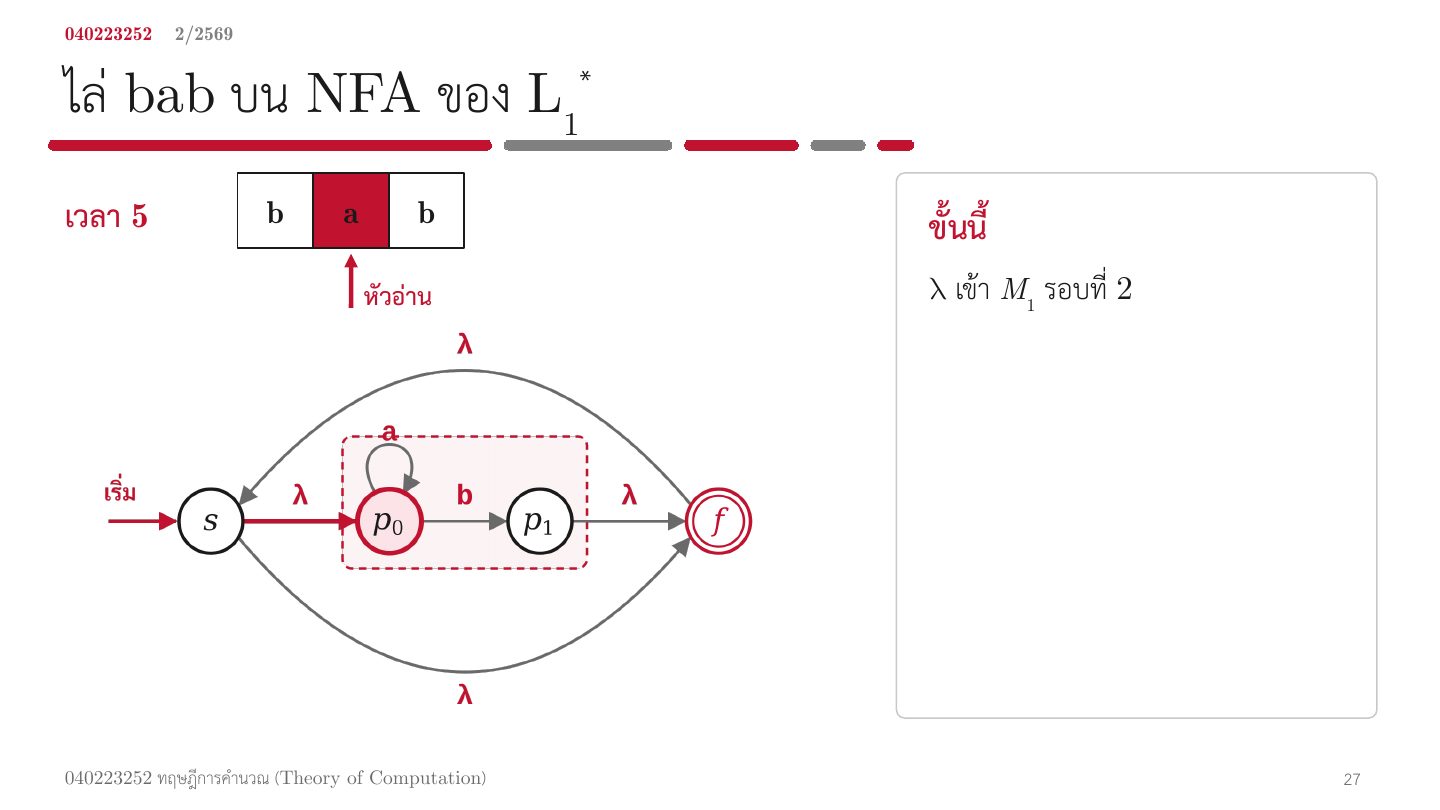 040223252 2/2569
ไล่ bab บน NFA ของ L₁*
เวลา 5
b a b
หัวอ่าน
ขั้นนี้
λ เข้า M₁ รอบที่ 2
λ
a
เริ่ม
λ b λ
s p₀ p₁ f
λ
040223252 ทฤษฎีการคำนวณ (Theory of Computation)
27